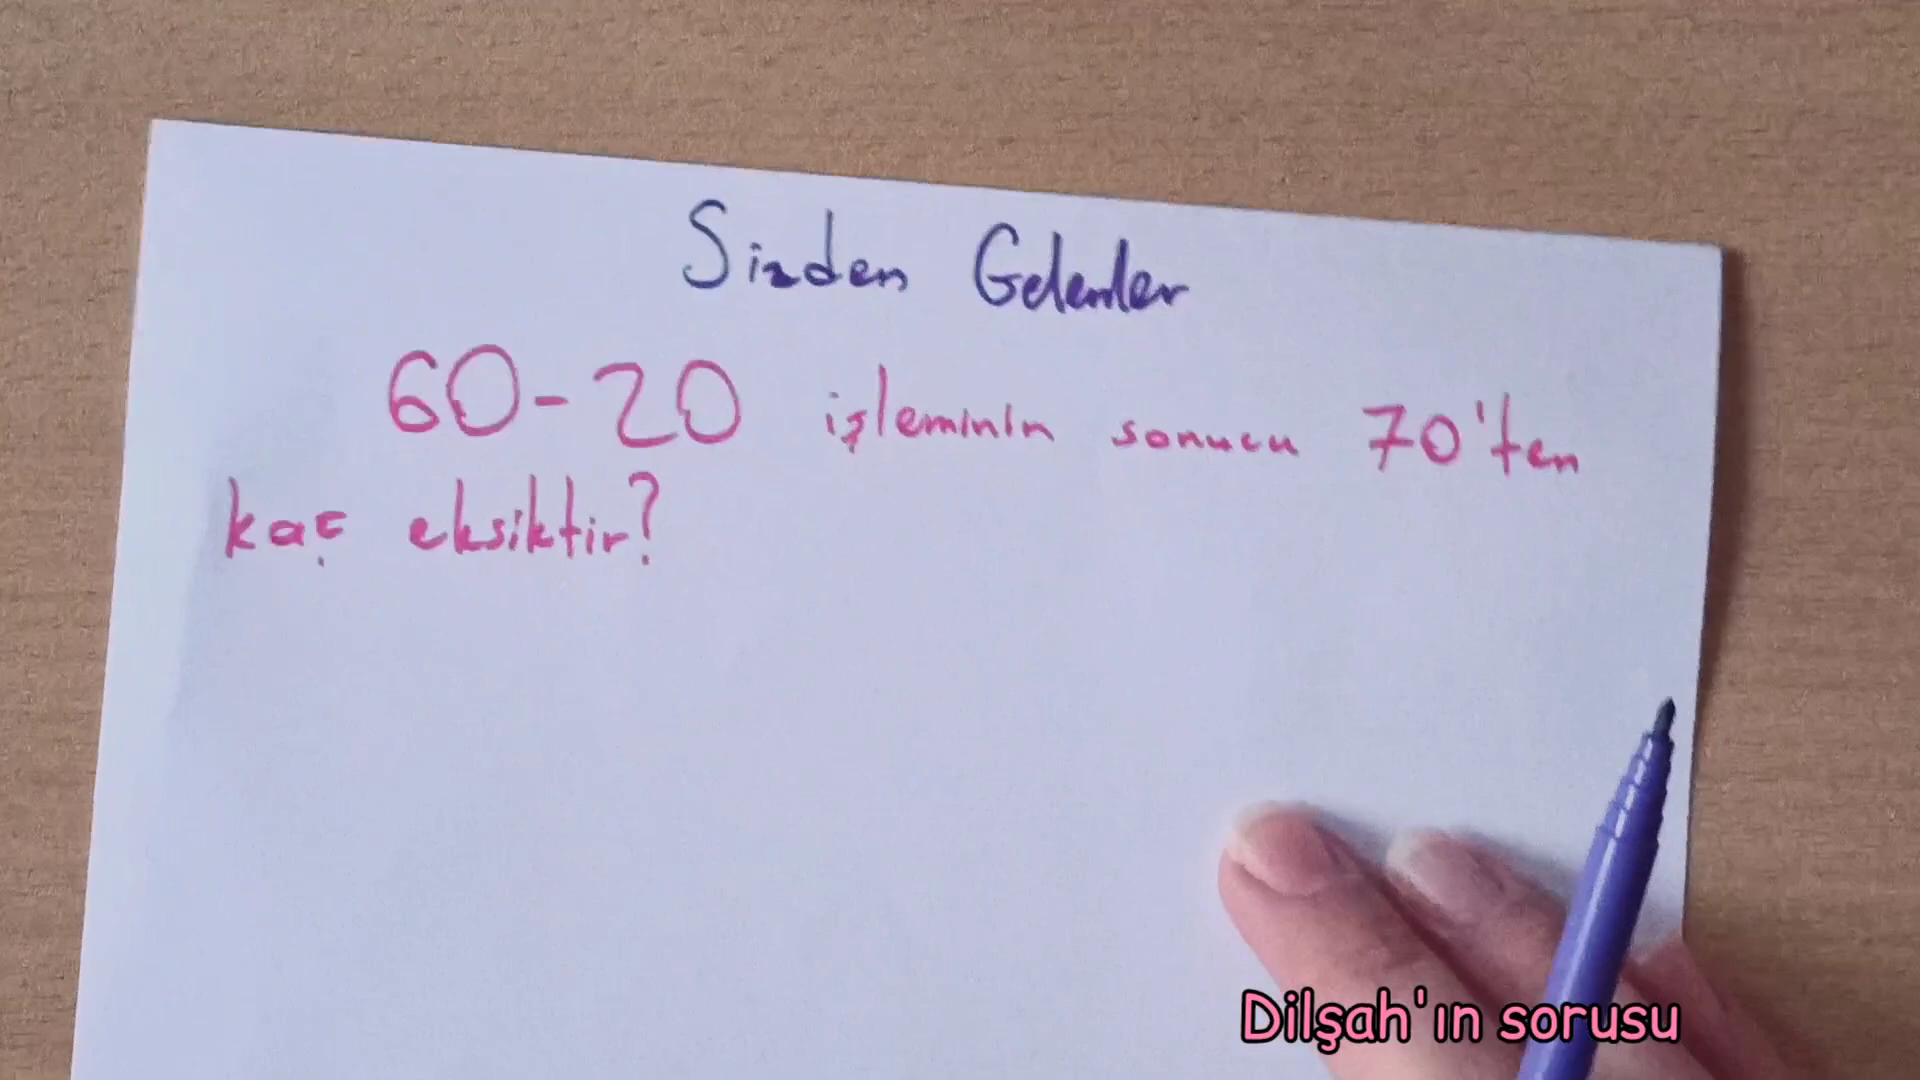 Sizden Gelenler
60-20 işleminin sonucu 70'ten
kaç eksiktir?
Dilşah'ın sorusu